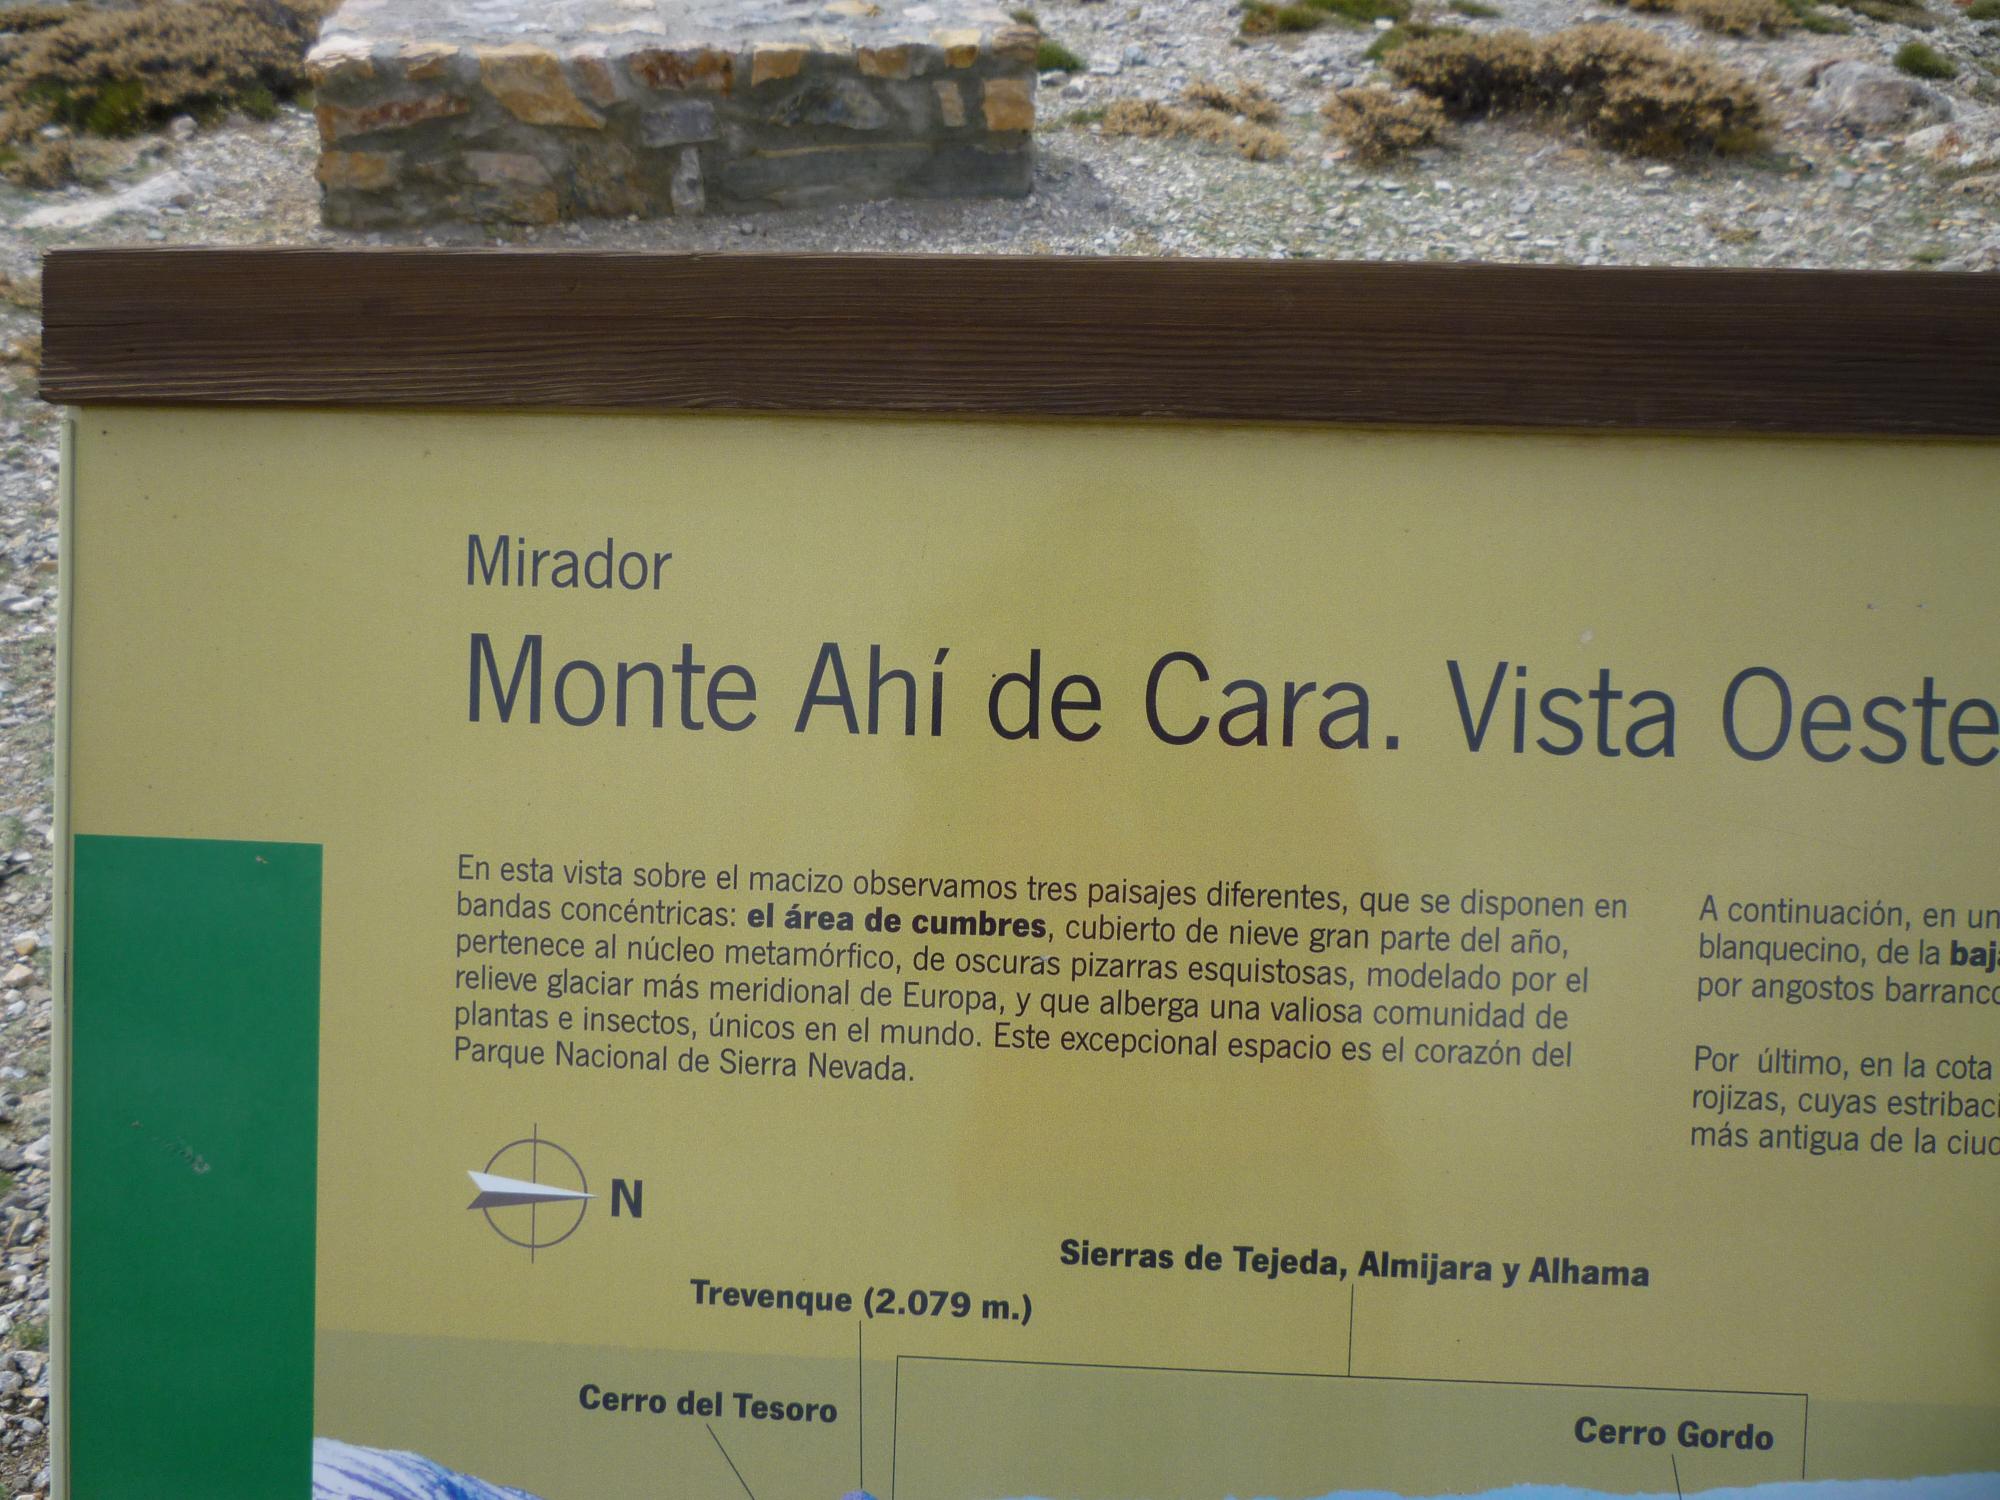 Mirador
Monte Ahí de Cara. Vista Oeste
En esta vista sobre el macizo observamos tres paisajes diferentes, que se disponen en
bandas concéntricas: el área de cumbres, cubierto de nieve gran parte del año,
pertenece al núcleo metamórfico, de oscuras pizarras esquistosas, modelado por el
relieve glaciar más meridional de Europa, y que alberga una valiosa comunidad de
plantas e insectos, únicos en el mundo. Este excepcional espacio es el corazón del
Parque Nacional de Sierra Nevada.
A continuación, en un
blanquecino, de la
por angostos
Por último, en la cota
rojizas, cuyas
más antigua de la
N
Sierras de Tejeda, Almijara y Alhama
Trevenque (2.079 m.)
Cerro del Tesoro
Cerro Gordo